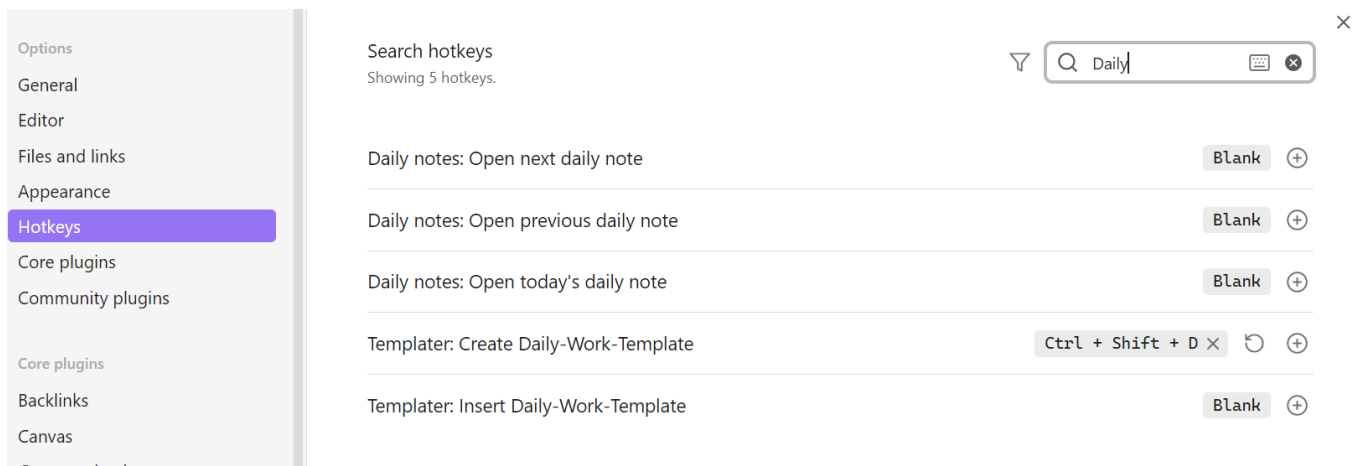 Options
General
Editor
Files and links
Appearance
Hotkeys
Core plugins
Community plugins
Core plugins
Backlinks
Canvas
Search hotkeys
Showing 5 hotkeys.
Daily
Daily notes: Open next daily note
Blank
Daily notes: Open previous daily note
Blank
Daily notes: Open today's daily note
Blank
Templater: Create Daily-Work-Template
Ctrl + Shift + D
Templater: Insert Daily-Work-Template
Blank